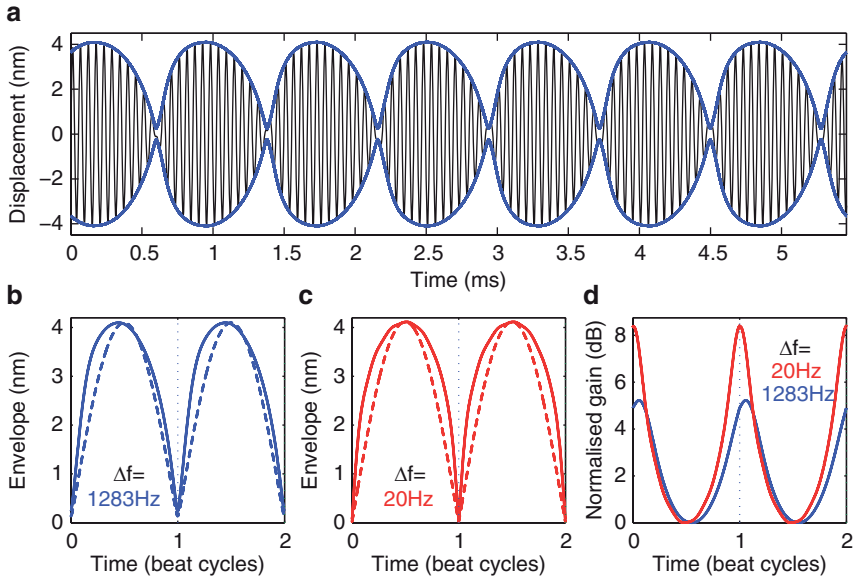 a
Displacement (nm)
4
2
0
−2
−4
0 0.5 1 1.5 2 2.5 3 3.5 4 4.5 5
Time (ms)
b
Envelope (nm)
4
3
2
1
0
Δf=
1283Hz
0 1 2
Time (beat cycles)
c
Envelope (nm)
4
3
2
1
0
Δf=
20Hz
0 1 2
Time (beat cycles)
d
Normalised gain (dB)
8
6
4
2
0
Δf=
20Hz
1283Hz
0 1 2
Time (beat cycles)